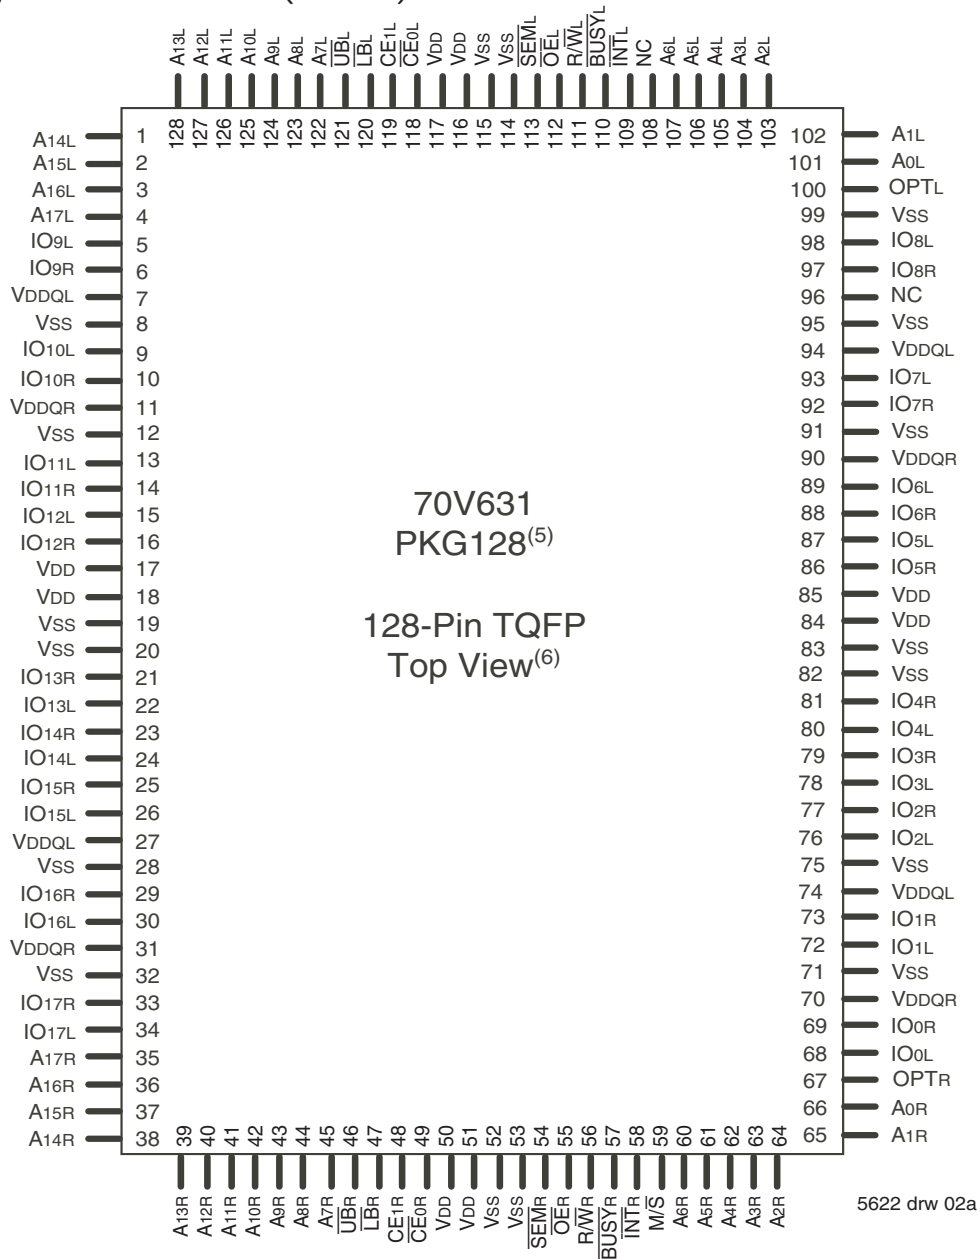 A13L A12L A11L A10L A9L A8L A7L UBL LBL CE1L CE0L VDD VDD VSS VSS SEML OEL R/WL BUSYL INTL NC A6L A5L A4L A3L A2L
128 127 126 125 124 123 122 121 120 119 118 117 116 115 114 113 112 111 110 109 108 107 106 105 104 103
A14L 1 102 A1L
A15L 2 101 A0L
A16L 3 100 OPTL
A17L 4 99 VSS
IO9L 5 98 IO8L
IO9R 6 97 IO8R
VDDQL 7 96 NC
VSS 8 95 VSS
IO10L 9 94 VDDQL
IO10R 10 93 IO7L
VDDQR 11 92 IO7R
VSS 12 91 VSS
IO11L 13 90 VDDQR
IO11R 14 89 IO6L
IO12L 15 88 IO6R
IO12R 16 87 IO5L
VDD 17 86 IO5R
VDD 18 85 VDD
VSS 19 84 VDD
VSS 20 83 VSS
IO13R 21 82 VSS
IO13L 22 81 IO4R
IO14R 23 80 IO4L
IO14L 24 79 IO3R
IO15R 25 78 IO3L
IO15L 26 77 IO2R
VDDQL 27 76 IO2L
VSS 28 75 VSS
IO16R 29 74 VDDQL
IO16L 30 73 IO1R
VDDQR 31 72 IO1L
VSS 32 71 VSS
IO17R 33 70 VDDQR
IO17L 34 69 IO0R
A17R 35 68 IO0L
A16R 36 67 OPTR
A15R 37 66 A0R
A14R 38 65 A1R
70V631
PKG128(5)
128-Pin TQFP
Top View(6)
39 40 41 42 43 44 45 46 47 48 49 50 51 52 53 54 55 56 57 58 59 60 61 62 63 64
A13R A12R A11R A10R A9R A8R A7R UBR LBR CE1R CE0R VDD VDD VSS VSS SEMR OER R/WR BUSYR INTR M/S A6R A5R A4R A3R A2R
5622 drw 02a